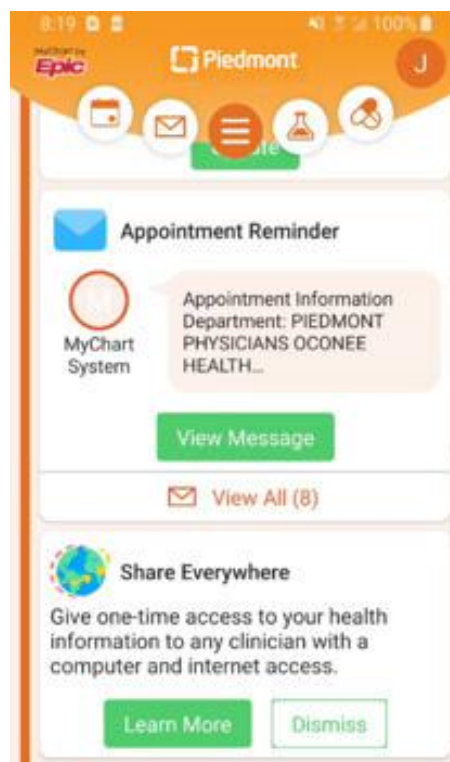 8:19
100%
MyChart by
Epic
Piedmont
J
Appointment Reminder
Appointment Information
Department: PIEDMONT
PHYSICIANS OCONEE
HEALTH...
MyChart
System
View Message
View All (8)
Share Everywhere
Give one-time access to your health
information to any clinician with a
computer and internet access.
Learn More
Dismiss